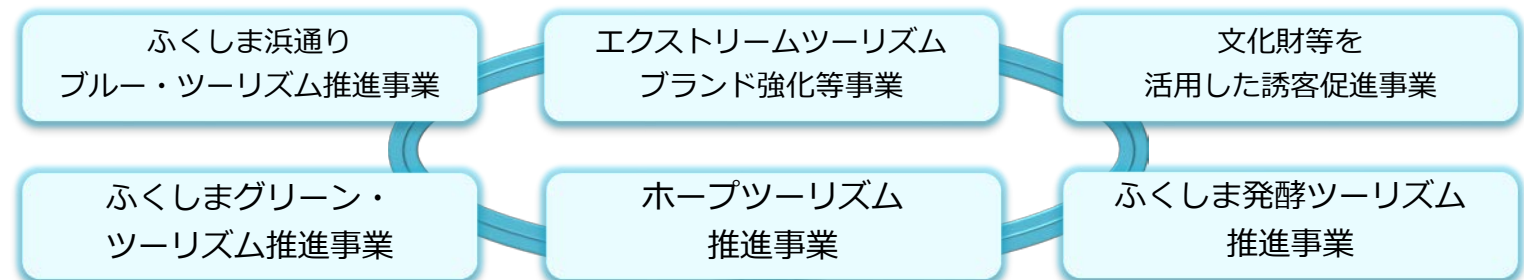 ふくしま浜通り
ブルー・ツーリズム推進事業
エクストリームツーリズム
ブランド強化等事業
文化財等を
活用した誘客促進事業
ふくしまグリーン・
ツーリズム推進事業
ホープツーリズム
推進事業
ふくしま発酵ツーリズム
推進事業